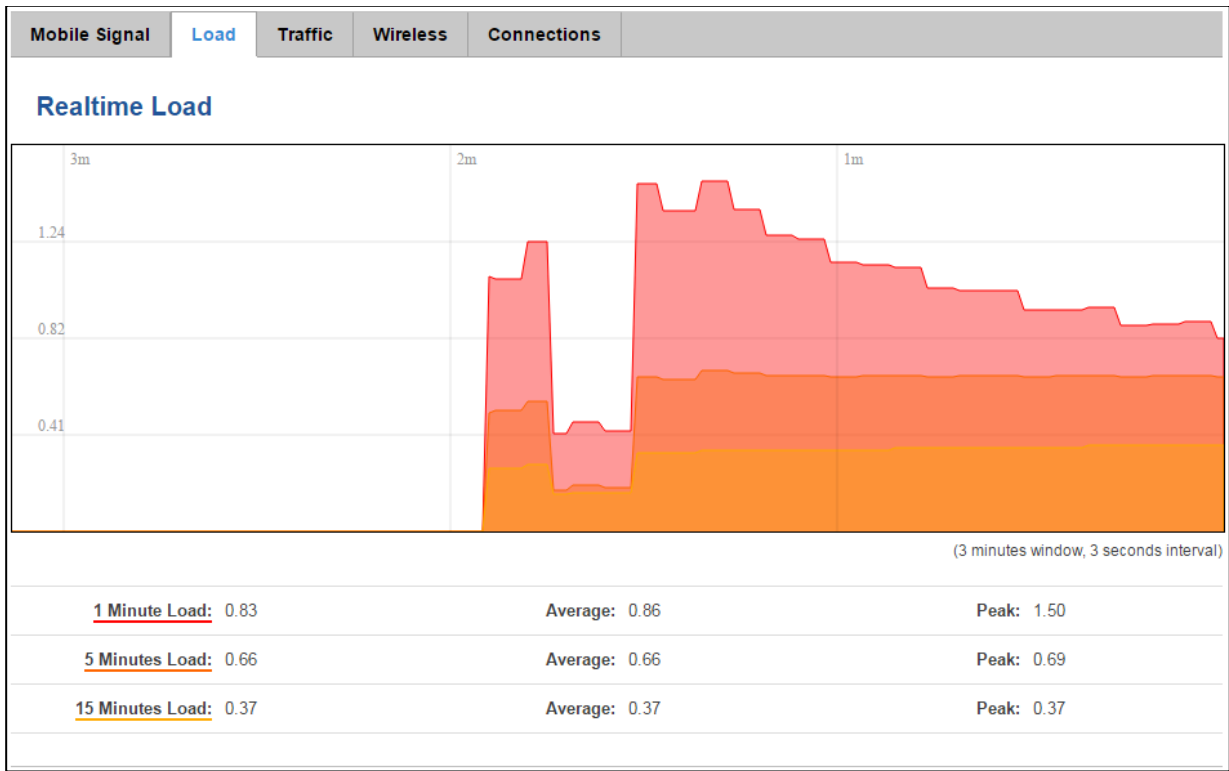 Mobile Signal Load Traffic Wireless Connections
Realtime Load
3m 2m 1m
1.24
0.82
0.41
(3 minutes window, 3 seconds interval)
1 Minute Load: 0.83 Average: 0.86 Peak: 1.50
5 Minutes Load: 0.66 Average: 0.66 Peak: 0.69
15 Minutes Load: 0.37 Average: 0.37 Peak: 0.37